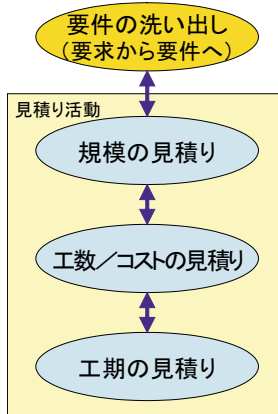 要件の洗い出し
(要求から要件へ)
見積り活動
規模の見積り
工数／コストの見積り
工期の見積り